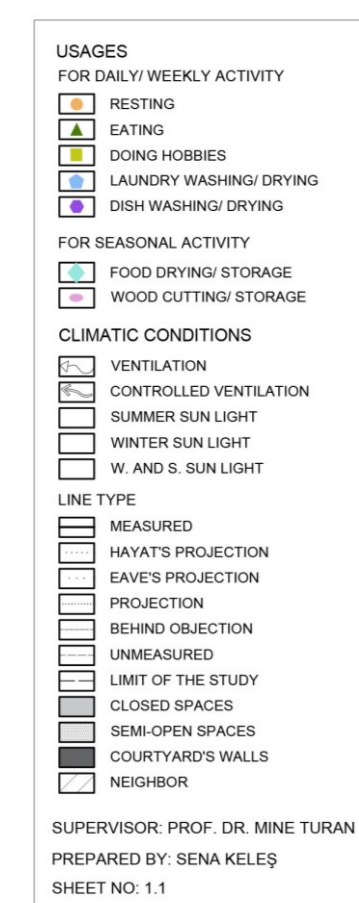 USAGES
FOR DAILY/ WEEKLY ACTIVITY
RESTING
EATING
DOING HOBBIES
LAUNDRY WASHING/ DRYING
DISH WASHING/ DRYING
FOR SEASONAL ACTIVITY
FOOD DRYING/ STORAGE
WOOD CUTTING/ STORAGE
CLIMATIC CONDITIONS
VENTILATION
CONTROLLED VENTILATION
SUMMER SUN LIGHT
WINTER SUN LIGHT
W. AND S. SUN LIGHT
LINE TYPE
MEASURED
HAYAT'S PROJECTION
EAVE'S PROJECTION
PROJECTION
BEHIND OBJECTION
UNMEASURED
LIMIT OF THE STUDY
CLOSED SPACES
SEMI-OPEN SPACES
COURTYARD'S WALLS
NEIGHBOR
SUPERVISOR: PROF. DR. MINE TURAN
PREPARED BY: SENA KELEŞ
SHEET NO: 1.1